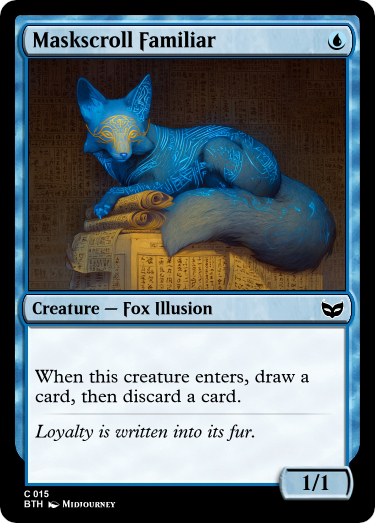 Maskscroll Familiar
Creature — Fox Illusion
When this creature enters, draw a
card, then discard a card.
Loyalty is written into its fur.
1/1
C 015
BTH Midjourney